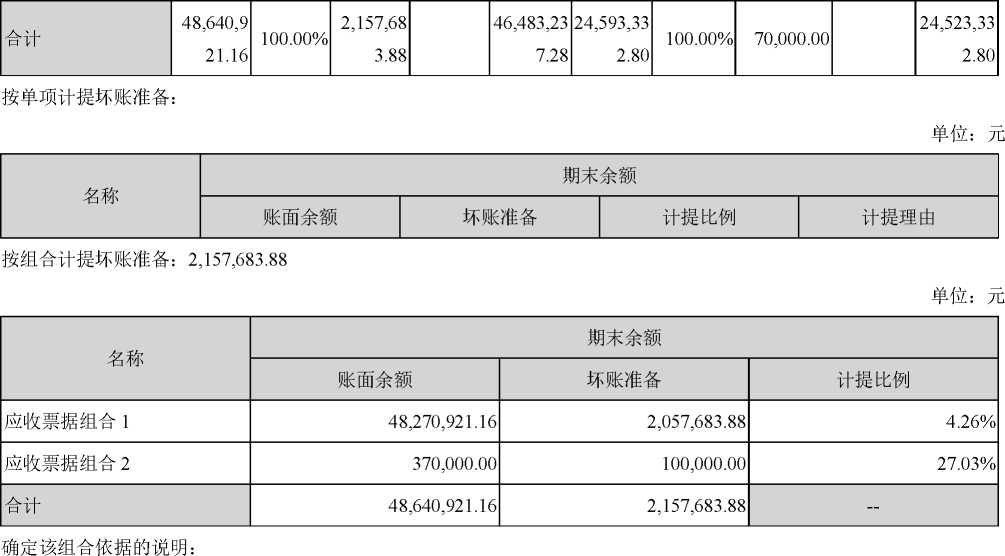 合计 48,640,921.16 100.00% 2,157,683.88 46,483,237.28 24,593,332.80 100.00% 70,000.00 24,523,332.80
按单项计提坏账准备：
单位：元
名称 期末余额
账面余额 坏账准备 计提比例 计提理由
按组合计提坏账准备：2,157,683.88
单位：元
名称 期末余额
账面余额 坏账准备 计提比例
应收票据组合 1 48,270,921.16 2,057,683.88 4.26%
应收票据组合 2 370,000.00 100,000.00 27.03%
合计 48,640,921.16 2,157,683.88 --
确定该组合依据的说明：